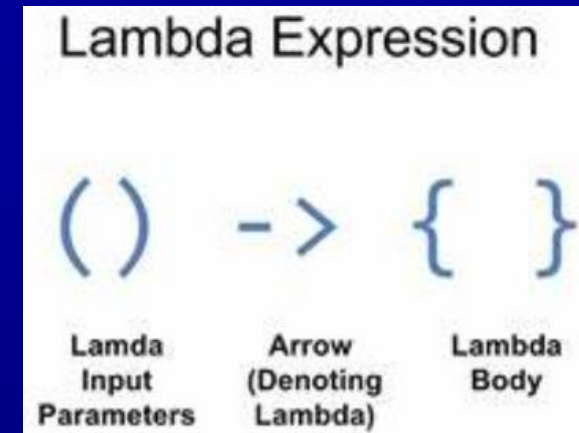 Lambda Expression
( ) -> { }
Lamda Arrow Lambda
Input (Denoting Body
Parameters Lambda)